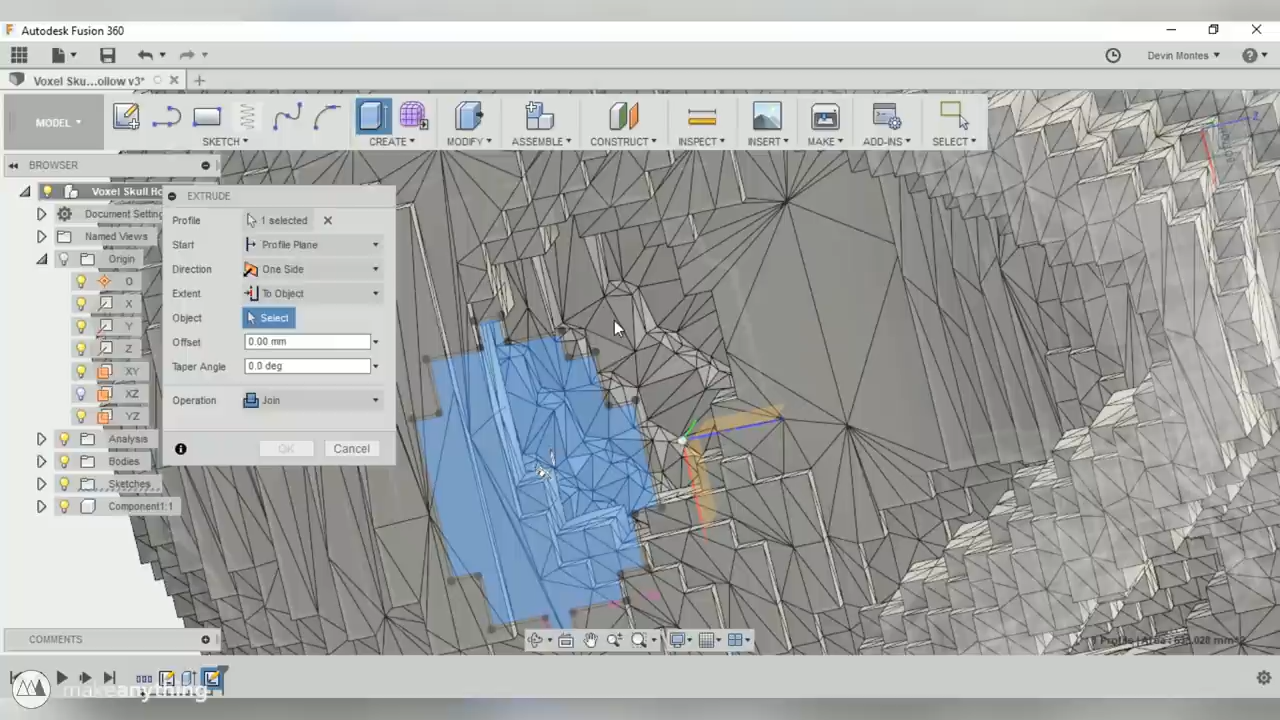 Autodesk Fusion 360
Devin Montes
Voxel Sku...ollow v3*
MODEL
SKETCH
CREATE
MODIFY
ASSEMBLE
CONSTRUCT
INSPECT
INSERT
MAKE
ADD-INS
SELECT
BROWSER
Voxel Skull Ho
Document Setting
Named Views
Origin
O
X
Y
Z
XY
XZ
YZ
Analysis
Bodies
Sketches
Component1:1
EXTRUDE
Profile
1 selected
Start
Profile Plane
Direction
One Side
Extent
To Object
Object
Select
Offset
0.00 mm
Taper Angle
0.0 deg
Operation
Join
OK
Cancel
COMMENTS
makeanything